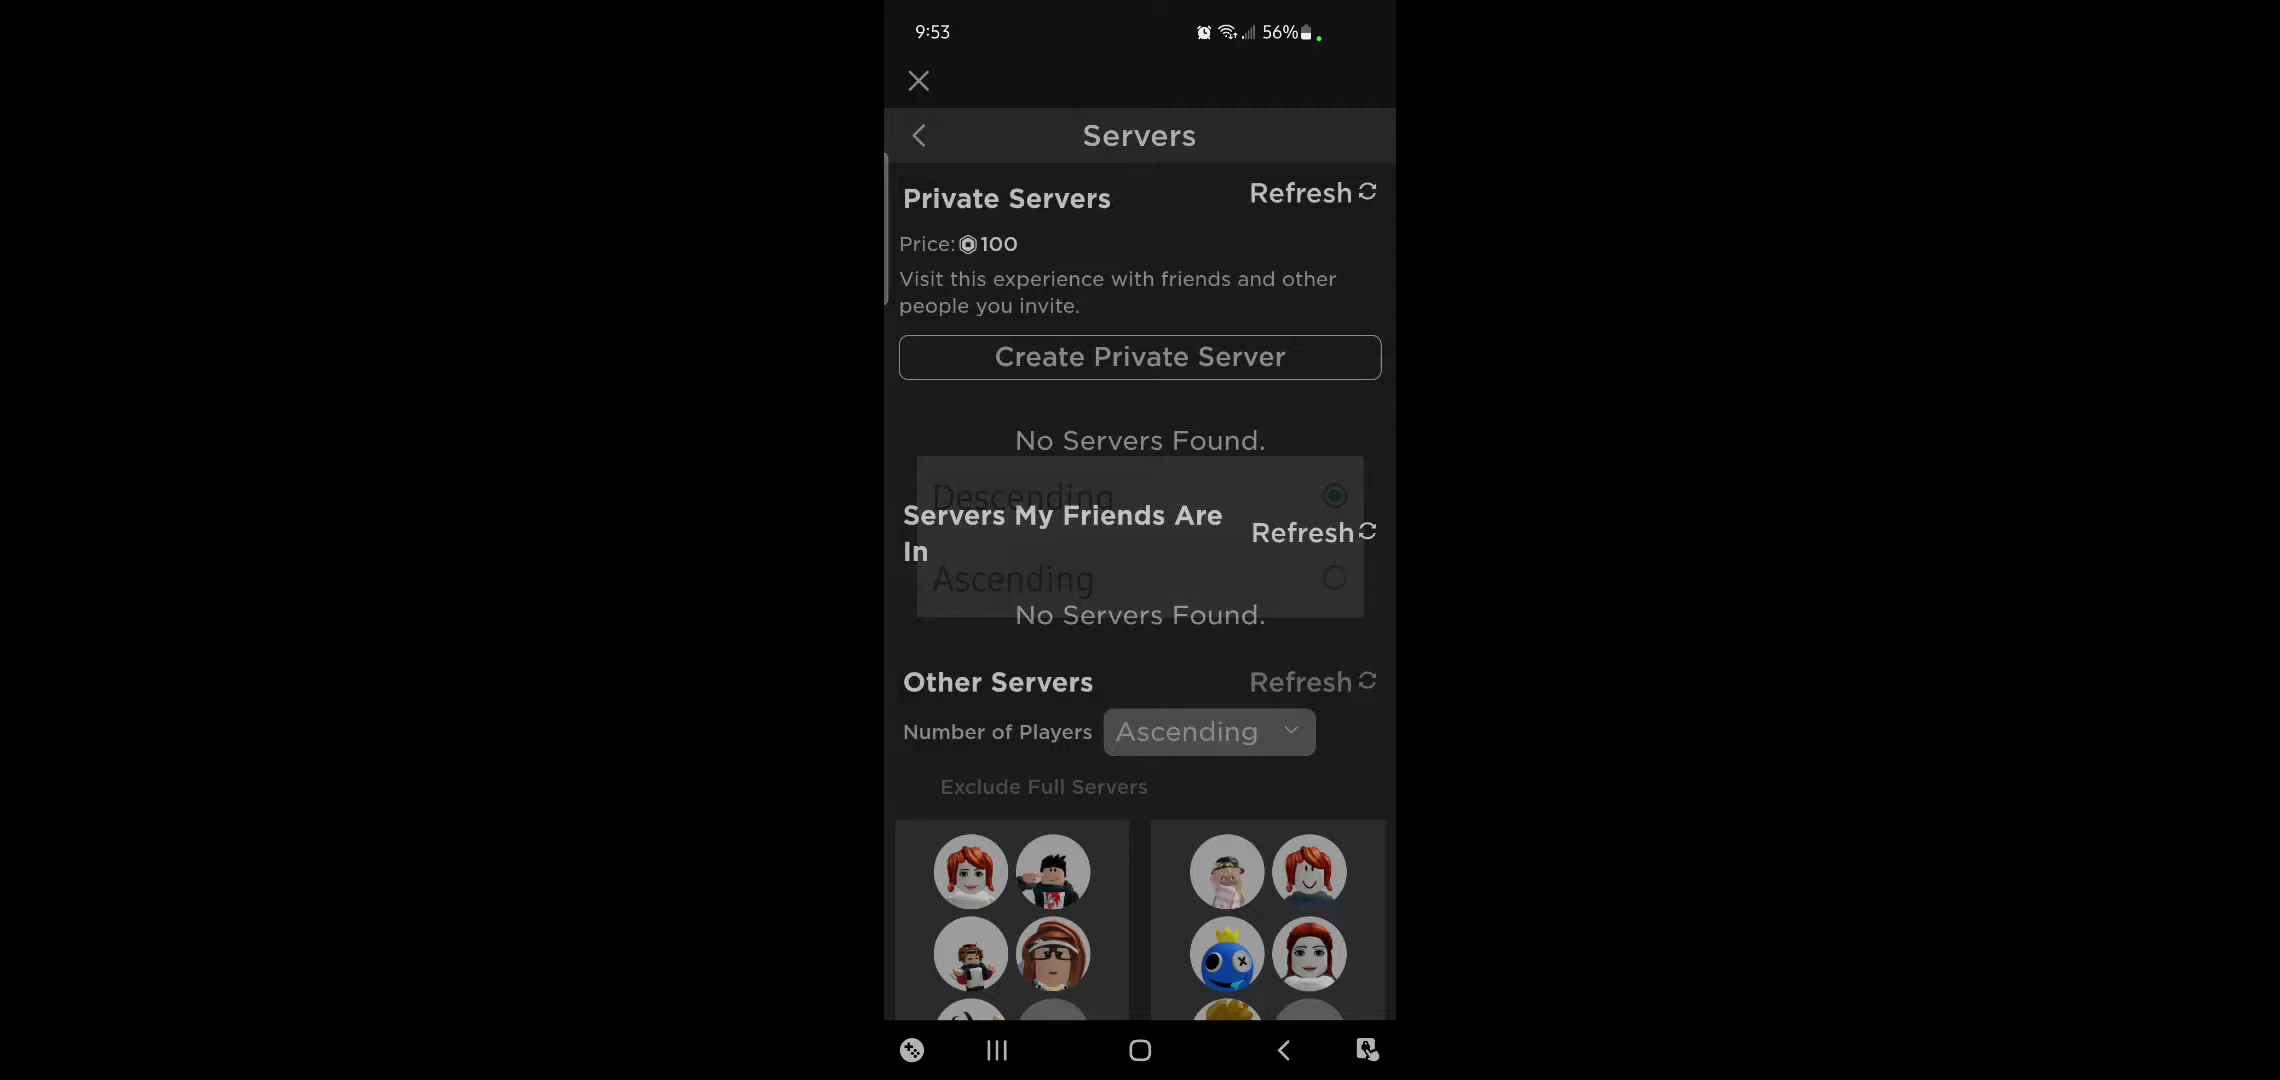 9:53
56%
Servers
Private Servers
Refresh
Price: 100
Visit this experience with friends and other
people you invite.
Create Private Server
No Servers Found.
Descending
Servers My Friends Are
In
Refresh
Ascending
No Servers Found.
Other Servers
Refresh
Number of Players
Ascending
Exclude Full Servers